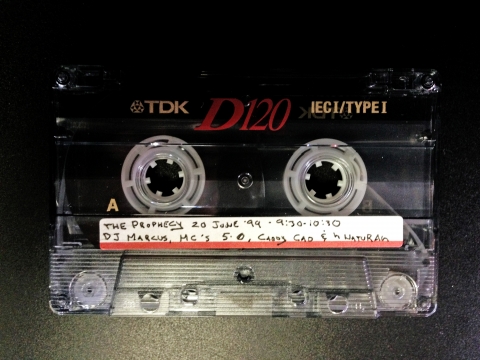 TDK D120 IECI/TYPE I
A
THE PROPHECY 20 JUNE '99 - 9:30-10:30
DJ MARCUS, MC'S 5-0, CADDY CAD & NATURAL